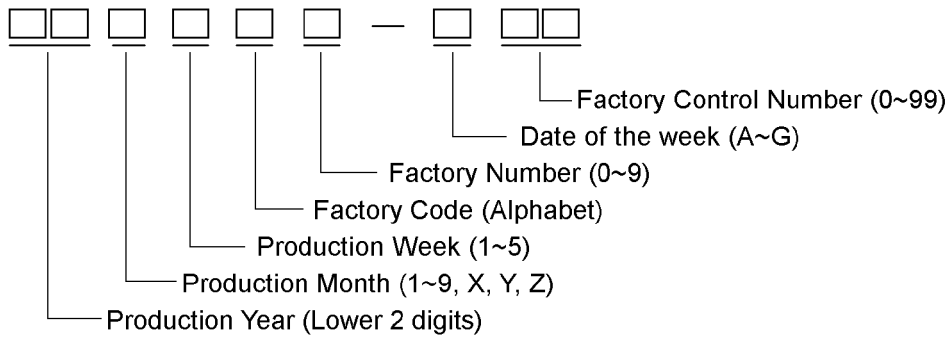 Factory Control Number (0~99)
Date of the week (A~G)
Factory Number (0~9)
Factory Code (Alphabet)
Production Week (1~5)
Production Month (1~9, X, Y, Z)
Production Year (Lower 2 digits)